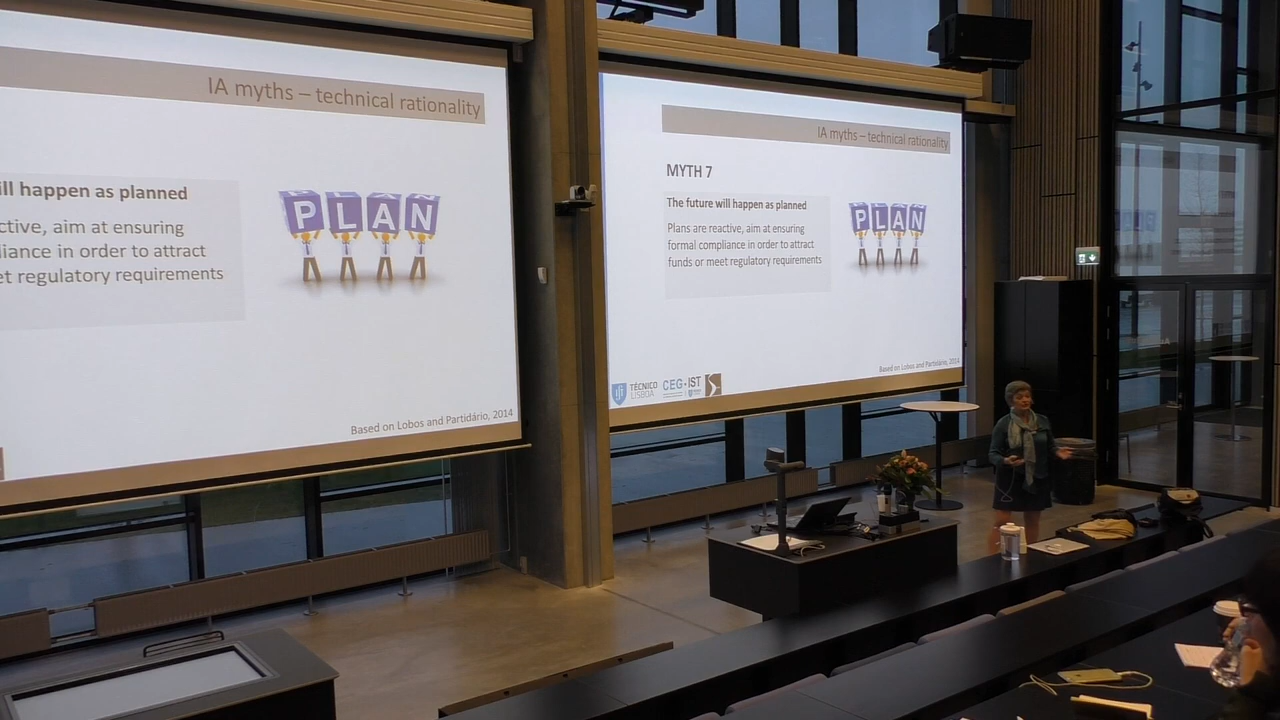 IA myths – technical rationality
ill happen as planned
ctive, aim at ensuring
liance in order to attract
et regulatory requirements
PLAN
Based on Lobos and Partidário, 2014
IA myths – technical rationality
MYTH 7
The future will happen as planned
Plans are reactive, aim at ensuring
formal compliance in order to attract
funds or meet regulatory requirements
PLAN
Based on Lobos and Partidário, 2014
TÉCNICO
LISBOA
CEG-IST